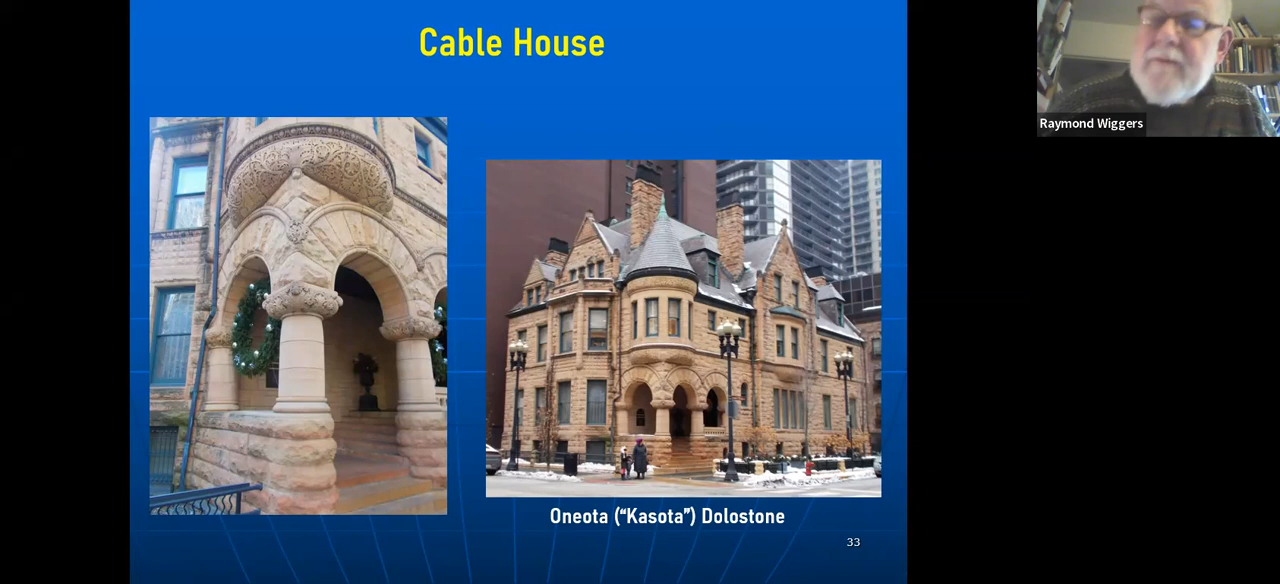 Cable House
Raymond Wiggers
Oneota (“Kasota”) Dolostone
33